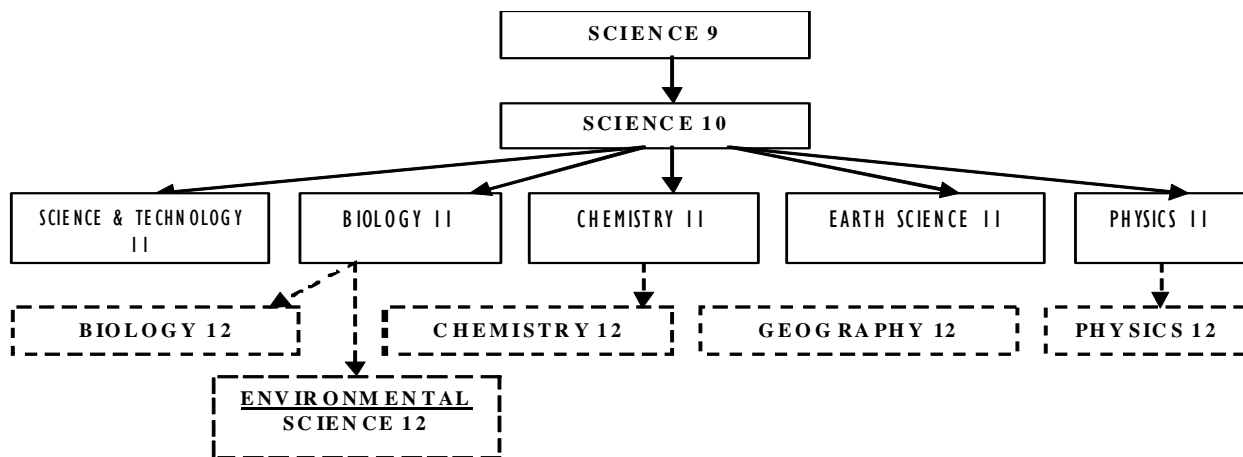 SCIENCE 9
SCIENCE 10
SCIENCE & TECHNOLOGY
11
BIOLOGY 11
CHEMISTRY 11
EARTH SCIENCE 11
PHYSICS 11
BIOLOGY 12
CHEMISTRY 12
GEOGRAPHY 12
PHYSICS 12
ENVIRONMENTAL
SCIENCE 12